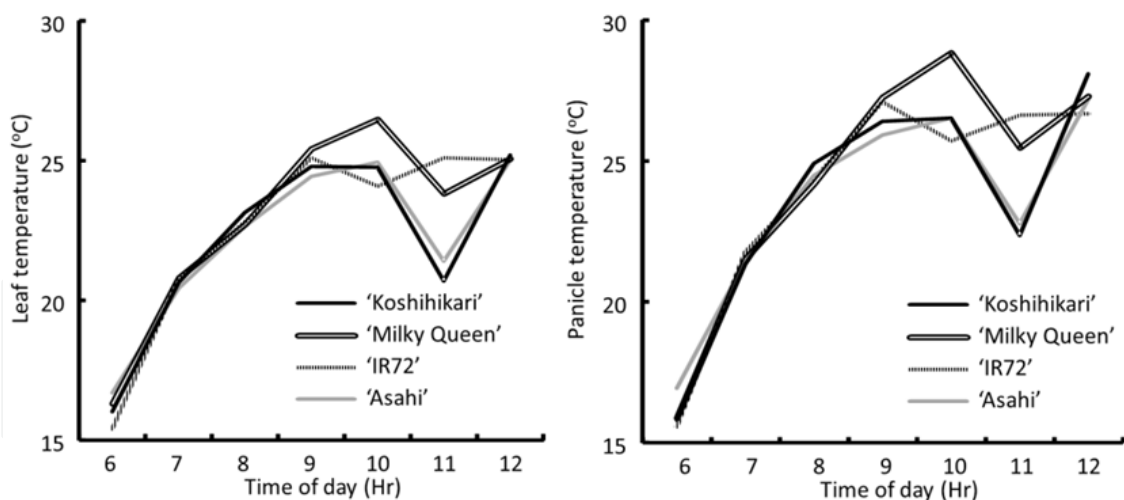 30
25
20
15
Leaf temperature (°C)
6 7 8 9 10 11 12
Time of day (Hr)
'Koshihikari'
'Milky Queen'
'IR72'
'Asahi'
30
25
20
15
Panicle temperature (°C)
6 7 8 9 10 11 12
Time of day (Hr)
'Koshihikari'
'Milky Queen'
'IR72'
'Asahi'